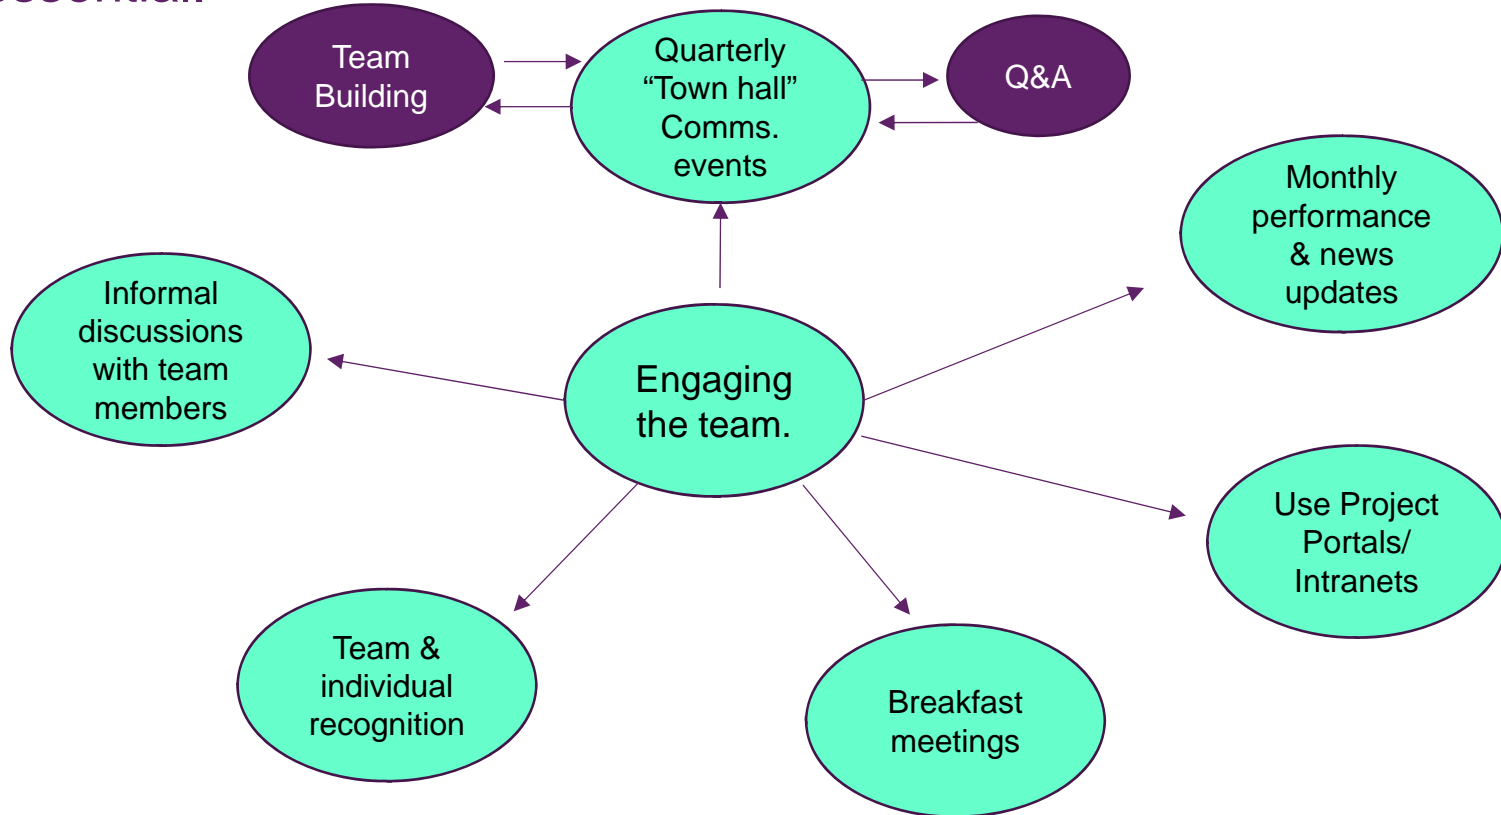 Team
Building
Quarterly
“Town hall”
Comms.
events
Q&A
Monthly
performance
& news
updates
Informal
discussions
with team
members
Engaging
the team.
Use Project
Portals/
Intranets
Team &
individual
recognition
Breakfast
meetings